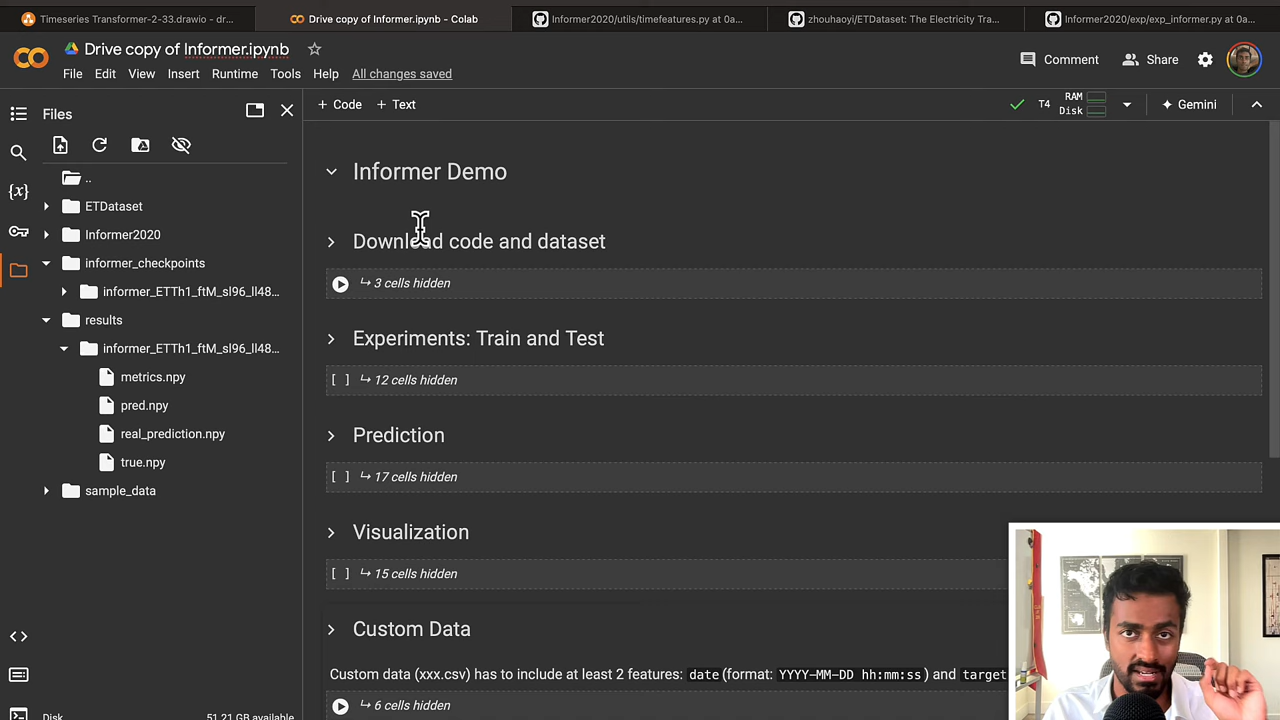 Timeseries Transformer-2-33.drawio - dr...
Drive copy of Informer.ipynb - Colab
Informer2020/utils/timefeatures.py at 0a...
zhouhaoyi/ETDataset: The Electricity Tra...
Informer2020/exp/exp_informer.py at 0a...
Drive copy of Informer.ipynb
Comment
Share
File Edit View Insert Runtime Tools Help All changes saved
Files
+ Code + Text
T4
RAM
Disk
Gemini
..
ETDataset
Informer2020
informer_checkpoints
informer_ETTh1_ftM_sl96_ll48...
results
informer_ETTh1_ftM_sl96_ll48...
metrics.npy
pred.npy
real_prediction.npy
true.npy
sample_data
{x}
Informer Demo
Download code and dataset
3 cells hidden
Experiments: Train and Test
[ ] ↳ 12 cells hidden
Prediction
[ ] ↳ 17 cells hidden
Visualization
[ ] ↳ 15 cells hidden
Custom Data
Custom data (xxx.csv) has to include at least 2 features: date(format: YYYY-MM-DD hh:mm:ss) and target
6 cells hidden
Disk 51.21 GB available